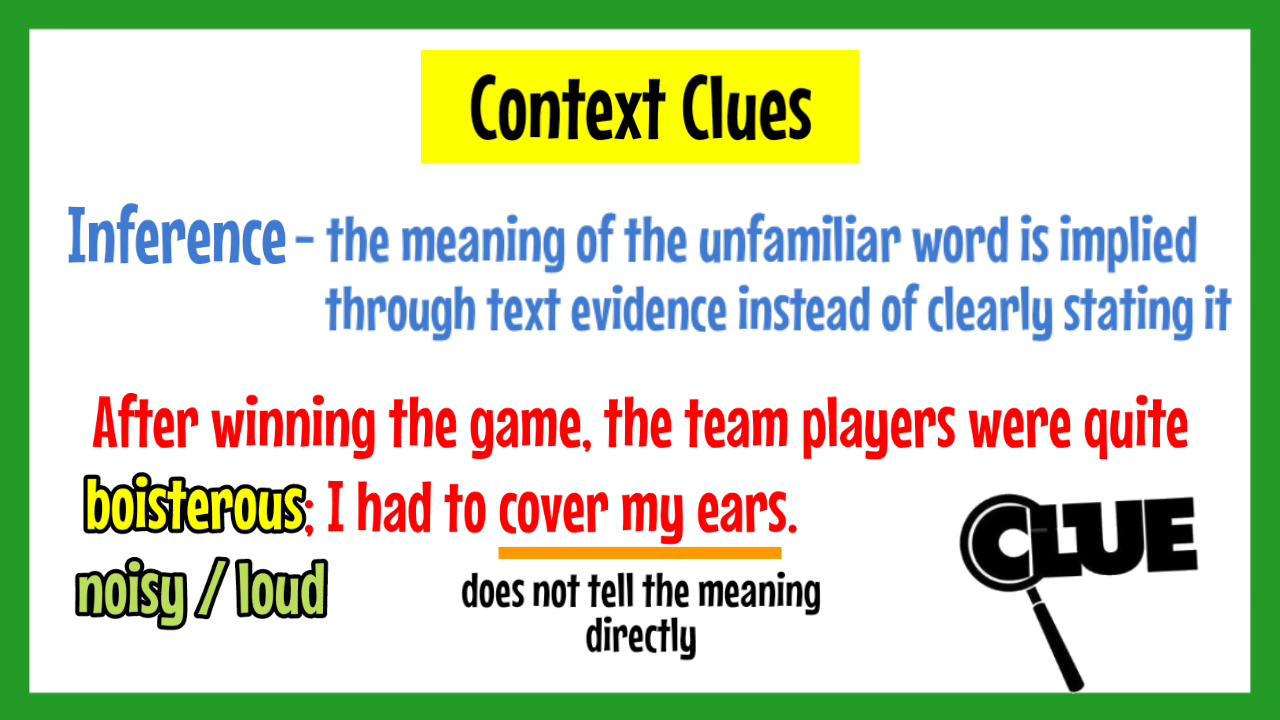 Context Clues
Inference - the meaning of the unfamiliar word is implied
through text evidence instead of clearly stating it
After winning the game, the team players were quite
boisterous; I had to cover my ears.
noisy / loud
does not tell the meaning
directly
CLUE